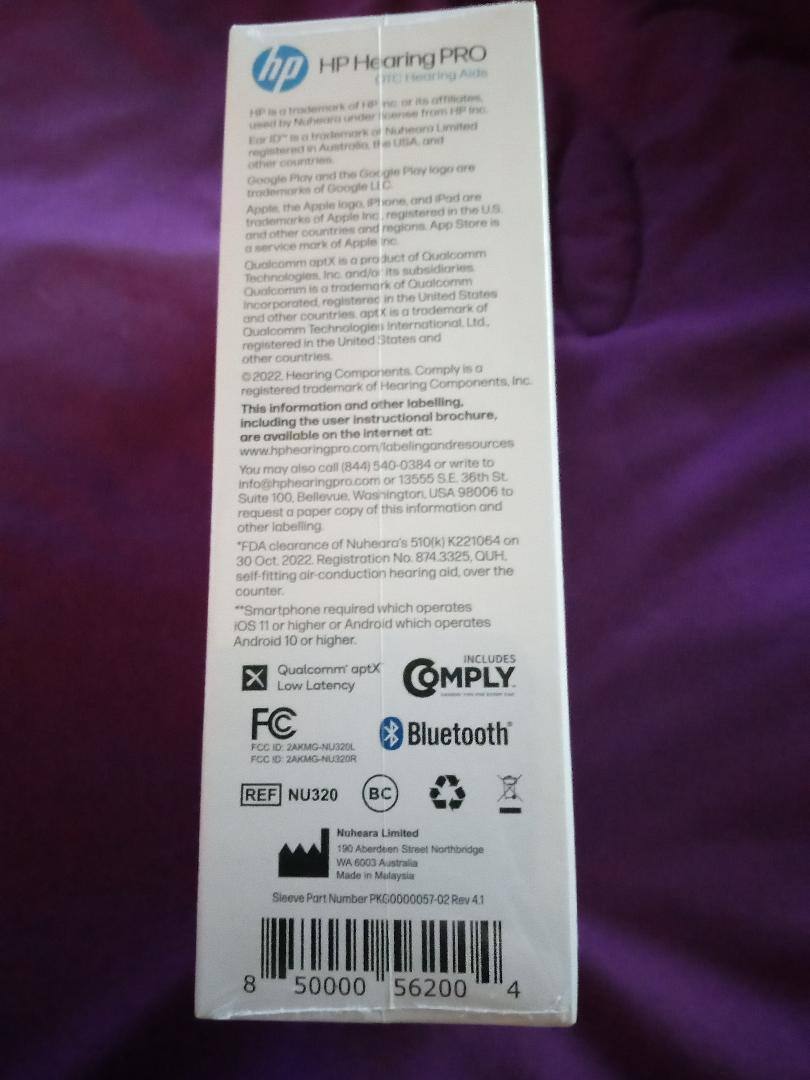 hp HP Hearing PRO
OTC Hearing Aids
HP is a trademark of HP Inc. or its affiliates,
used by Nuheara under license from HP Inc.
Ear ID™ is a trademark of Nuheara Limited
registered in Australia, the USA, and
other countries.
Google Play and the Google Play logo are
trademarks of Google LLC.
Apple, the Apple logo, iPhone, and iPad are
trademarks of Apple Inc., registered in the U.S.
and other countries and regions. App Store is
a service mark of Apple Inc.
Qualcomm aptX is a product of Qualcomm
Technologies, Inc. and/or its subsidiaries.
Qualcomm is a trademark of Qualcomm
Incorporated, registered in the United States
and other countries. aptX is a trademark of
Qualcomm Technologies International, Ltd.,
registered in the United States and
other countries.
© 2022, Hearing Components. Comply is a
registered trademark of Hearing Components, Inc.
This information and other labelling,
including the user instructional brochure,
are available on the internet at:
www.hphearingpro.com/labelingandresources
You may also call (844) 540-0384 or write to
info@hphearingpro.com or 13555 S.E. 36th St.
Suite 100, Bellevue, Washington, USA 98006 to
request a paper copy of this information and
other labelling.
*FDA clearance of Nuheara's 510(k) K221064 on
30 Oct. 2022. Registration No. 874.3325, QUH,
self-fitting air-conduction hearing aid, over the
counter.
**Smartphone required which operates
iOS 11 or higher or Android which operates
Android 10 or higher.
Qualcomm® aptX™
Low Latency
INCLUDES
COMPLY™
FC
FCC ID: 2AKMG-NU320L
FCC ID: 2AKMG-NU320R
Bluetooth®
REF NU320 BC
Nuheara Limited
190 Aberdeen Street Northbridge
WA 6003 Australia
Made in Malaysia
Sleeve Part Number PKG0000057-02 Rev 4.1
8 50000 56200 4